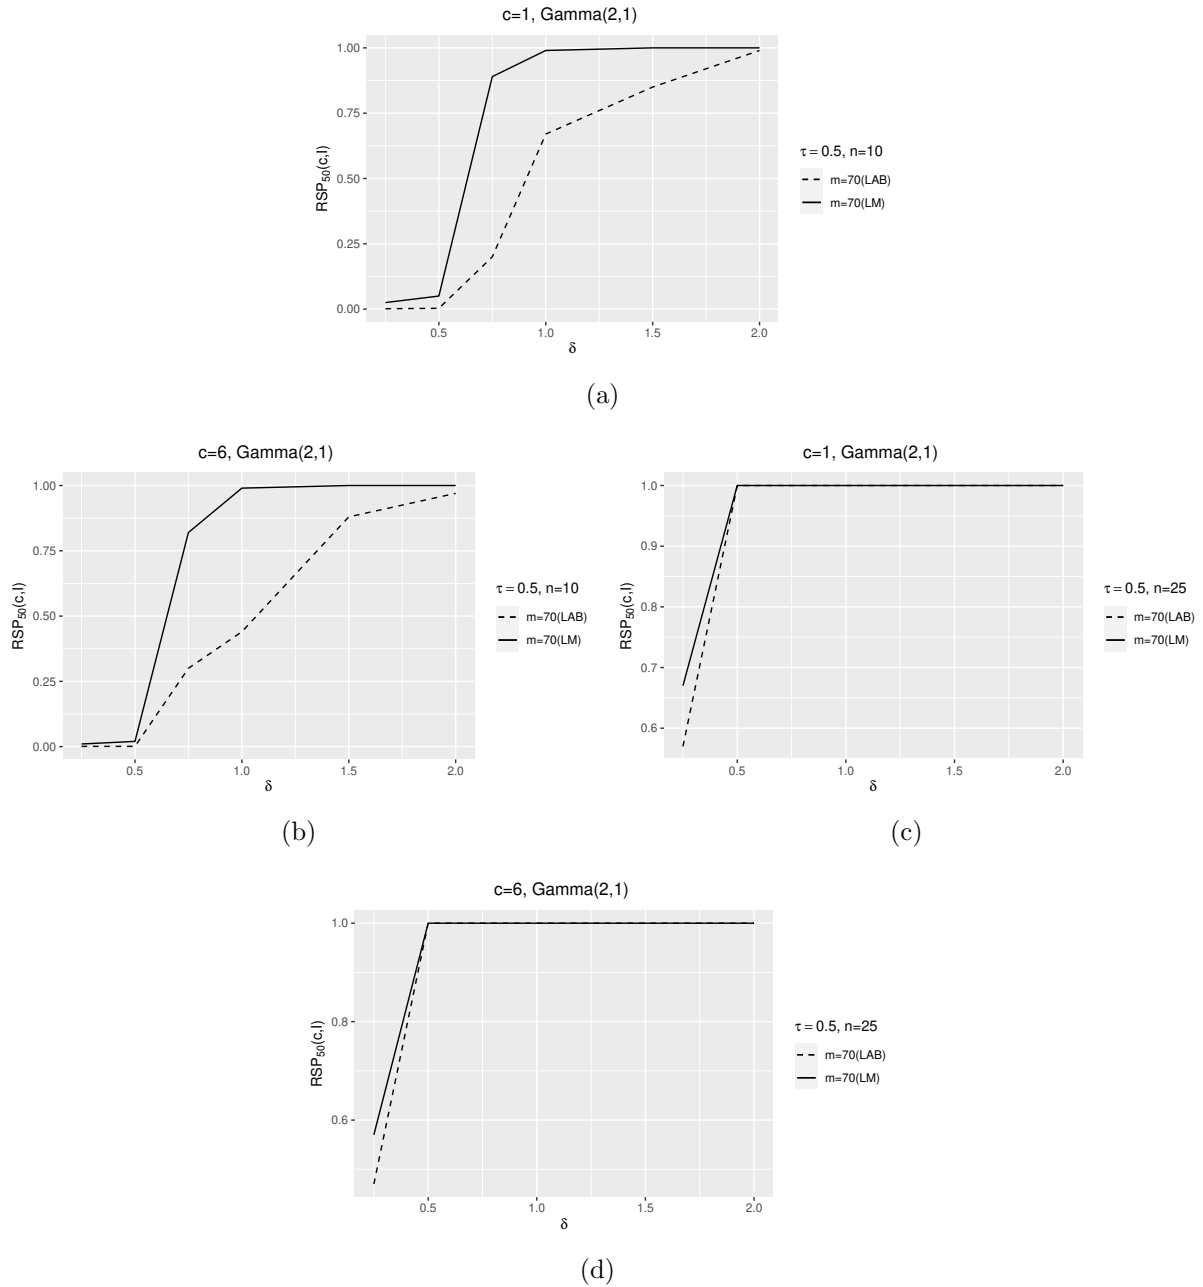 c=1, Gamma(2,1)
RSP₅₀(c,I)
1.00
0.75
0.50
0.25
0.00
0.5 1.0 1.5 2.0
δ
τ = 0.5, n=10
m=70(LAB)
m=70(LM)
(a)
c=6, Gamma(2,1)
RSP₅₀(c,I)
1.00
0.75
0.50
0.25
0.00
0.5 1.0 1.5 2.0
δ
τ = 0.5, n=10
m=70(LAB)
m=70(LM)
(b)
c=1, Gamma(2,1)
RSP₅₀(c,I)
1.0
0.9
0.8
0.7
0.6
0.5 1.0 1.5 2.0
δ
τ = 0.5, n=25
m=70(LAB)
m=70(LM)
(c)
c=6, Gamma(2,1)
RSP₅₀(c,I)
1.0
0.8
0.6
0.5 1.0 1.5 2.0
δ
τ = 0.5, n=25
m=70(LAB)
m=70(LM)
(d)